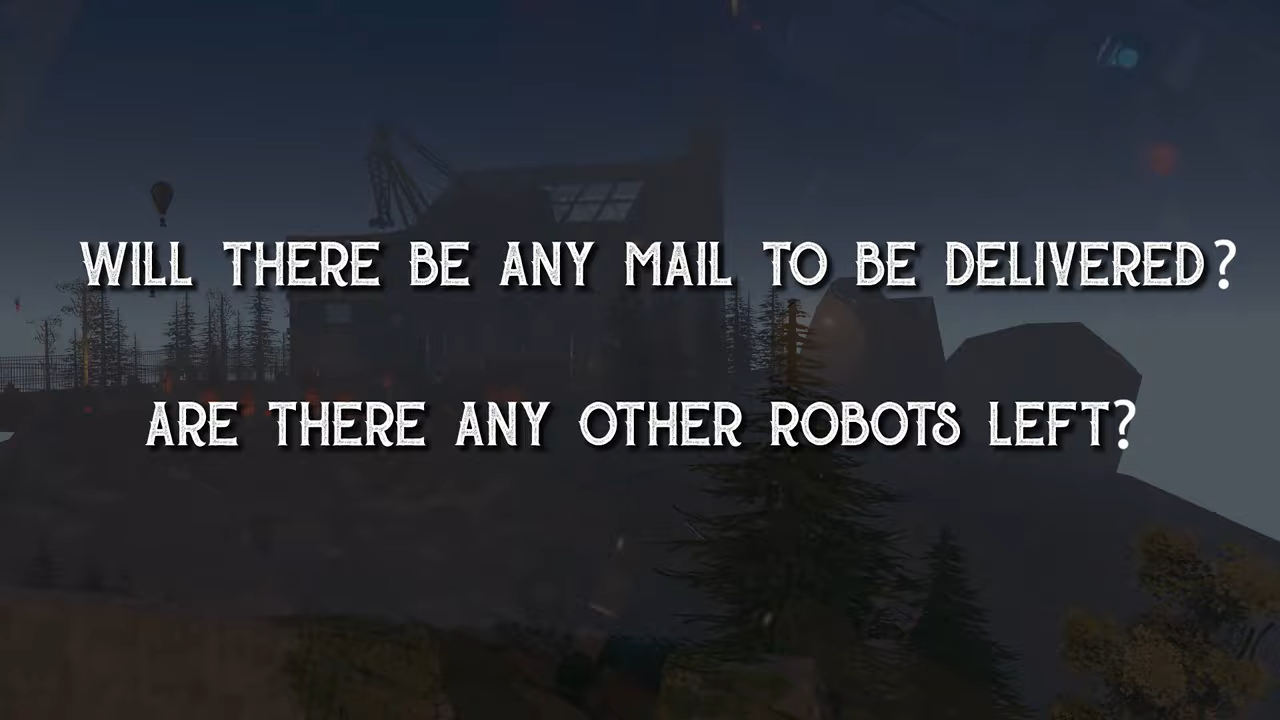 WILL THERE BE ANY MAIL TO BE DELIVERED?
ARE THERE ANY OTHER ROBOTS LEFT?